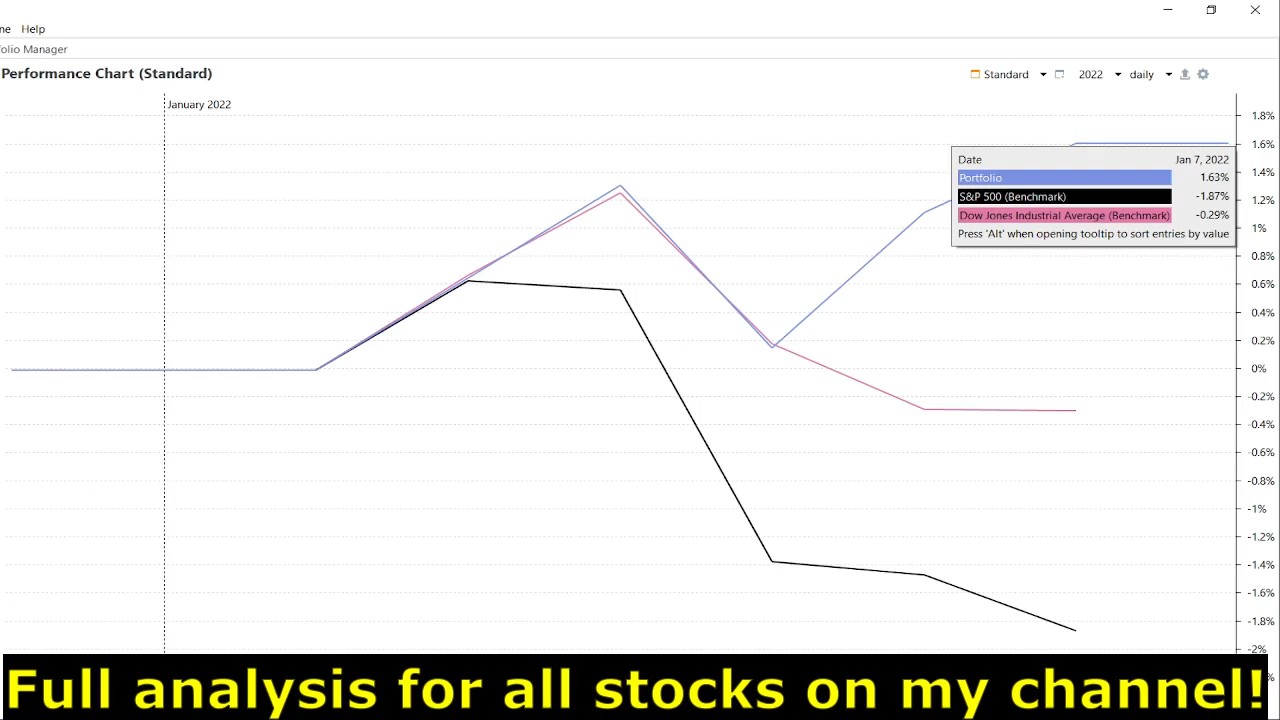 ne Help
folio Manager
Performance Chart (Standard)
Standard 2022 daily
January 2022
1.8%
1.6%
1.4%
1.2%
1%
0.8%
0.6%
0.4%
0.2%
0%
-0.2%
-0.4%
-0.6%
-0.8%
-1%
-1.2%
-1.4%
-1.6%
-1.8%
-2%
Date Jan 7, 2022
Portfolio 1.63%
S&P 500 (Benchmark) -1.87%
Dow Jones Industrial Average (Benchmark) -0.29%
Press 'Alt' when opening tooltip to sort entries by value
Full analysis for all stocks on my channel!